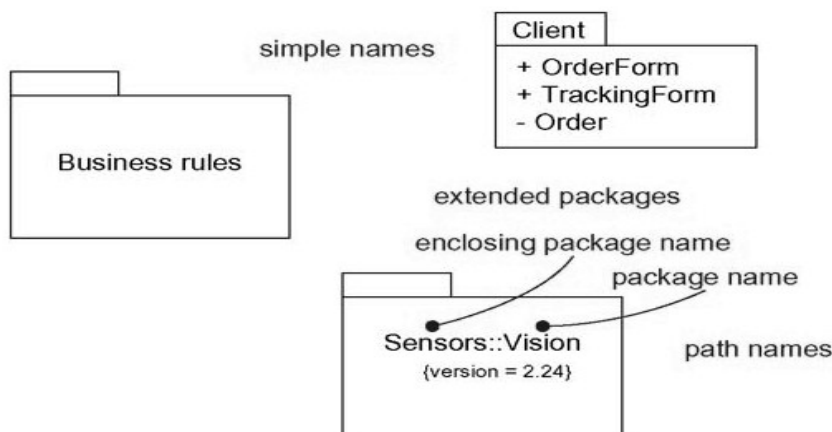 simple names
Client
+ OrderForm
+ TrackingForm
- Order
Business rules
extended packages
enclosing package name
package name
Sensors::Vision
{version = 2.24}
path names